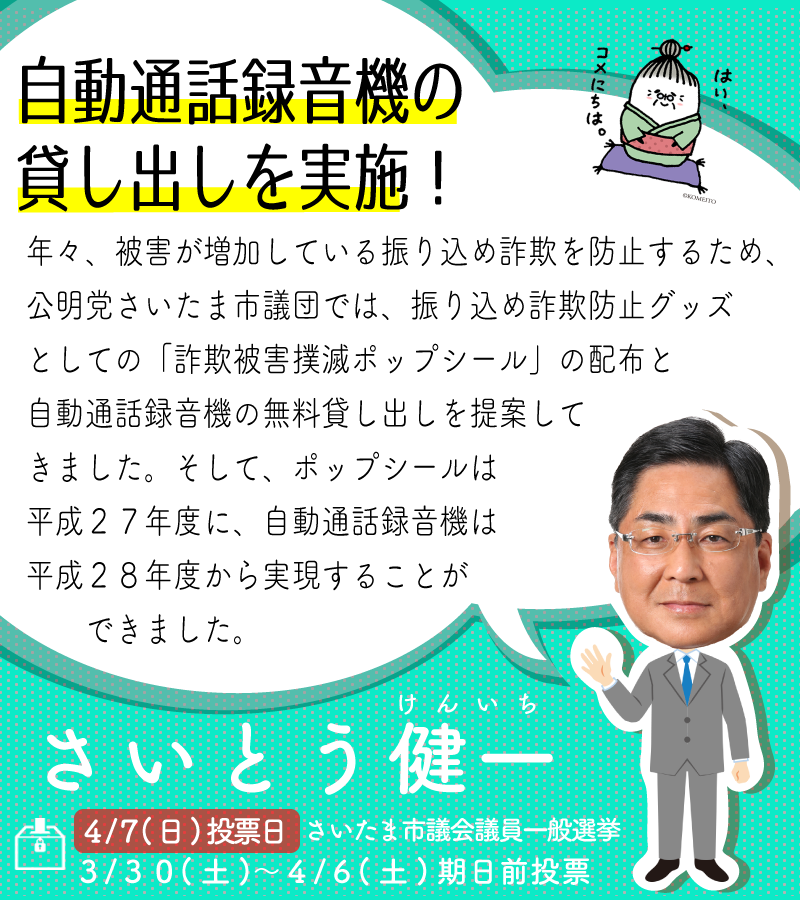 自動通話録音機の
貸し出しを実施！
はい、
コメにちは。
©KOMEITO
年々、被害が増加している振り込め詐欺を防止するため、
公明党さいたま市議団では、振り込め詐欺防止グッズ
としての「詐欺被害撲滅ポップシール」の配布と
自動通話録音機の無料貸し出しを提案して
きました。そして、ポップシールは
平成２７年度に、自動通話録音機は
平成２８年度から実現することが
できました。
けんいち
さいとう健一
4/7(日)投票日 さいたま市議会議員一般選挙
３/３０(土)～４/６(土)期日前投票